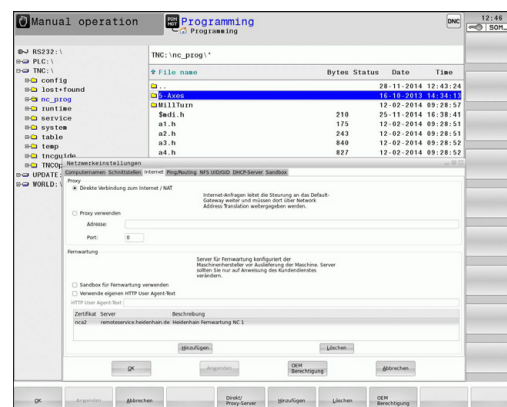 Manual operation
PGM MGT Programming
Programming
DNC
12:46
SOM...
RS232:\
PLC:\
TNC:\
config
lost+found
nc_prog
runtime
service
system
table
temp
tncguide
TNCOp
UPDATE:
WORLD:\
TNC:\nc_prog\*
File name Bytes Status Date Time
.. 28-11-2014 12:43:24
5-Axes 16-10-2013 14:34:13
MillTurn 12-02-2014 09:28:57
$mdi.h 210 25-11-2014 16:38:41
a1.h 175 12-02-2014 09:28:51
a2.h 243 12-02-2014 09:28:51
a3.h 840 12-02-2014 09:28:52
a4.h 827 12-02-2014 09:28:52
Netzwerkeinstellungen
Computernamen Schnittstellen Internet Ping/Routing NFS UID/GID DHCP-Server Sandbox
Proxy
Direkte Verbindung zum Internet / NAT
Internet-Anfragen leitet die Steuerung an das Default-
Gateway weiter und müssen dort über Network
Address Translation weitergegeben werden.
Proxy verwenden
Adresse:
Port: 0
Fernwartung
Server für Fernwartung konfiguriert der
Maschinenhersteller vor Auslieferung der Maschine. Server
sollten Sie nur auf Anweisung des Kundendienstes
verändern.
Sandbox für Fernwartung verwenden
Verwende eigenen HTTP User Agent-Text
HTTP User Agent-Text
Zertifikat Server Beschreibung
nca2 remoteservice.heidenhain.de Heidenhain Fernwartung NC 1
Hinzufügen
Löschen
OK
Anwenden
OEM Berechtigung
Abbrechen
OK
Anwenden
Abbrechen
Direkt/ Proxy-Server
Hinzufügen
Löschen
OEM Berechtigung